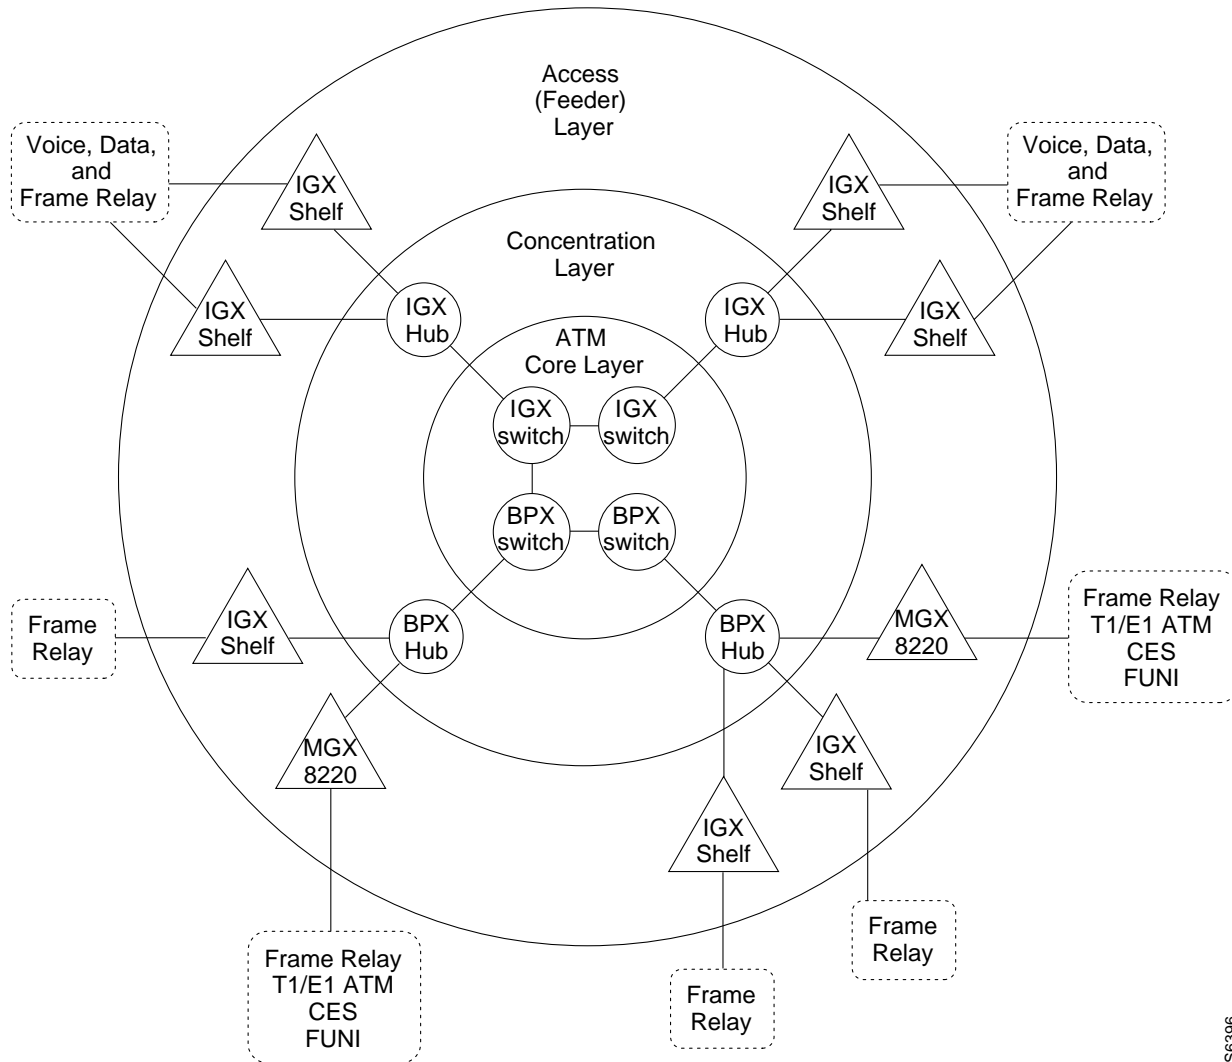 Access
(Feeder)
Layer
Voice, Data,
and
Frame Relay
IGX
Shelf
IGX
Shelf
Voice, Data,
and
Frame Relay
Concentration
Layer
IGX
Shelf
IGX
Hub
IGX
Hub
IGX
Shelf
ATM
Core Layer
IGX
switch
IGX
switch
BPX
switch
BPX
switch
Frame
Relay
IGX
Shelf
BPX
Hub
BPX
Hub
MGX
8220
Frame Relay
T1/E1 ATM
CES
FUNI
MGX
8220
IGX
Shelf
IGX
Shelf
Frame Relay
T1/E1 ATM
CES
FUNI
Frame
Relay
Frame
Relay
S6396